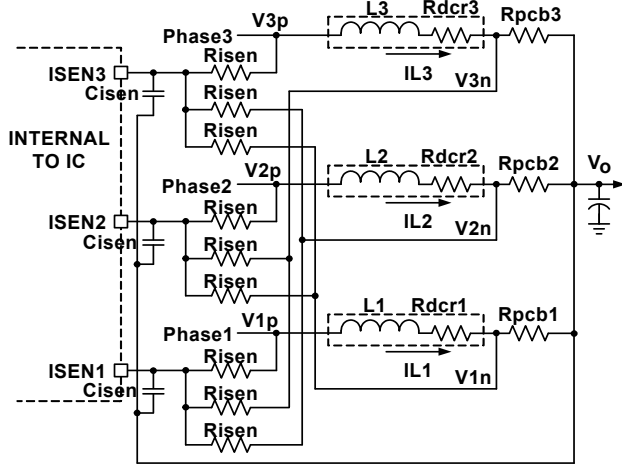 L3 Rdcr3 Rpcb3
Phase3 V3p
ISEN3 Risen IL3
Cisen Risen V3n
Risen
INTERNAL
TO IC
L2 Rdcr2 Rpcb2 Vo
Phase2 V2p
ISEN2 Risen IL2
Cisen Risen V2n
Risen
L1 Rdcr1 Rpcb1
Phase1 V1p
ISEN1 Risen IL1
Cisen Risen V1n
Risen